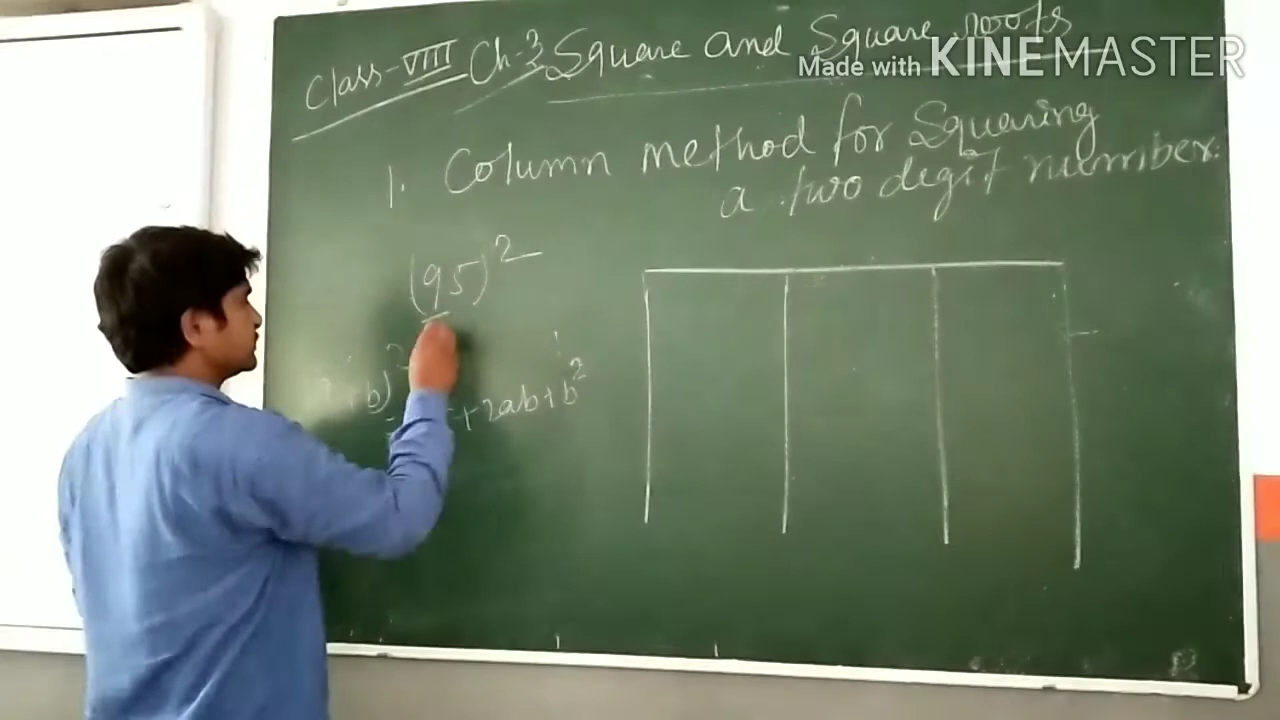 Class-VIII Ch-3 Square and Square roots
Made with KINEMASTER
1. Column method for Squaring
a two digit number.
(95)²
b)² +2ab+b²